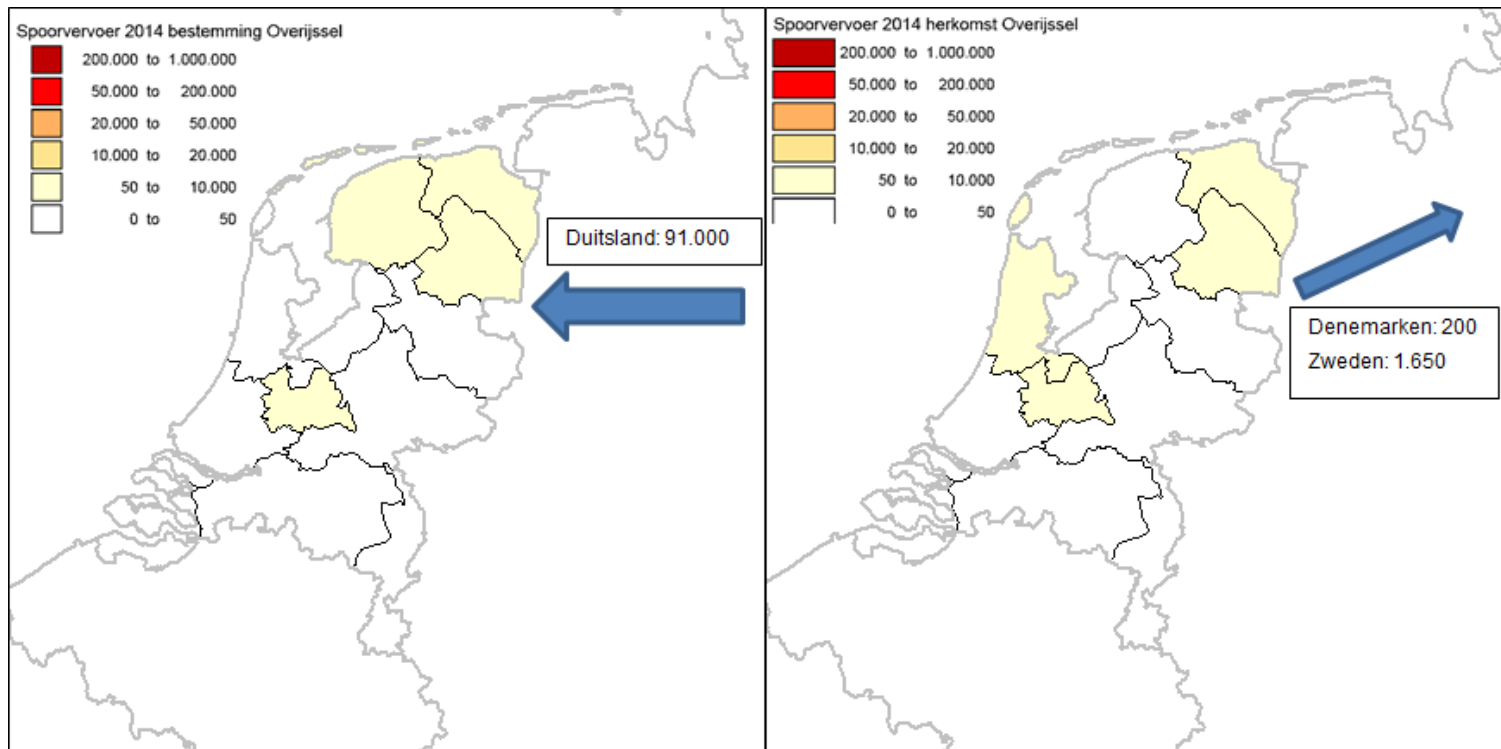 Spoorvervoer 2014 bestemming Overijssel
200.000 to 1.000.000
50.000 to 200.000
20.000 to 50.000
10.000 to 20.000
50 to 10.000
0 to 50
Duitsland: 91.000
Spoorvervoer 2014 herkomst Overijssel
200.000 to 1.000.000
50.000 to 200.000
20.000 to 50.000
10.000 to 20.000
50 to 10.000
0 to 50
Denemarken: 200
Zweden: 1.650